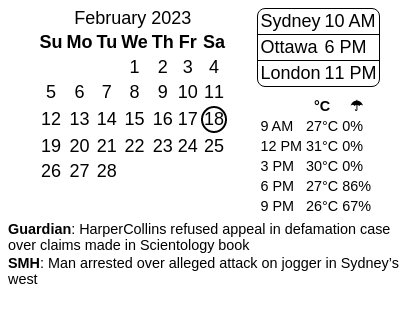 February 2023
Su Mo Tu We Th Fr Sa
1 2 3 4
5 6 7 8 9 10 11
12 13 14 15 16 17 18
19 20 21 22 23 24 25
26 27 28
Sydney 10 AM
Ottawa 6 PM
London 11 PM
°C ☂
9 AM 27°C 0%
12 PM 31°C 0%
3 PM 30°C 0%
6 PM 27°C 86%
9 PM 26°C 67%
Guardian: HarperCollins refused appeal in defamation case
over claims made in Scientology book
SMH: Man arrested over alleged attack on jogger in Sydney’s
west